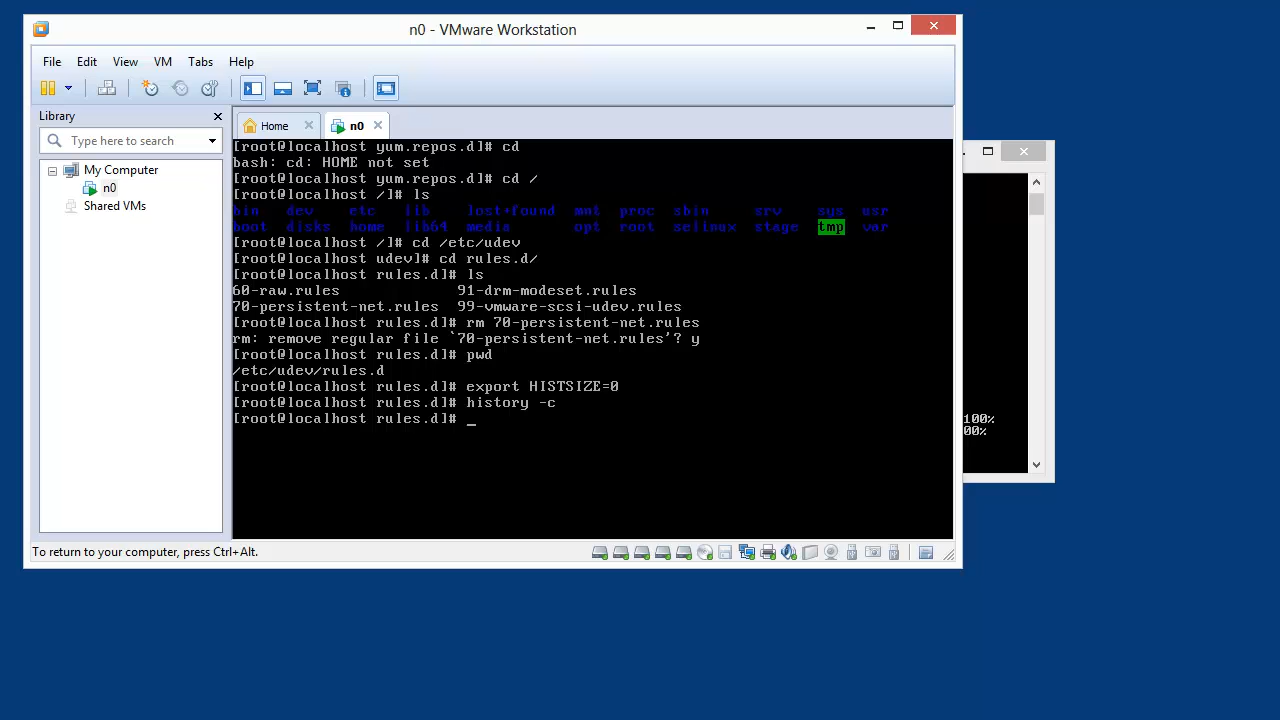 n0 - VMware Workstation
File Edit View VM Tabs Help
Library
Type here to search
My Computer
n0
Shared VMs
Home
n0
[root@localhost yum.repos.d]# cd
bash: cd: HOME not set
[root@localhost yum.repos.d]# cd /
[root@localhost /]# ls
bin dev etc lib lost+found mnt proc sbin srv sys usr
boot disks home lib64 media opt root selinux stage tmp var
[root@localhost /]# cd /etc/udev
[root@localhost udev]# cd rules.d/
[root@localhost rules.d]# ls
60-raw.rules 91-drm-modeset.rules
70-persistent-net.rules 99-vmware-scsi-udev.rules
[root@localhost rules.d]# rm 70-persistent-net.rules
rm: remove regular file `70-persistent-net.rules'? y
[root@localhost rules.d]# pwd
/etc/udev/rules.d
[root@localhost rules.d]# export HISTSIZE=0
[root@localhost rules.d]# history -c
[root@localhost rules.d]# _
100%
00%
To return to your computer, press Ctrl+Alt.